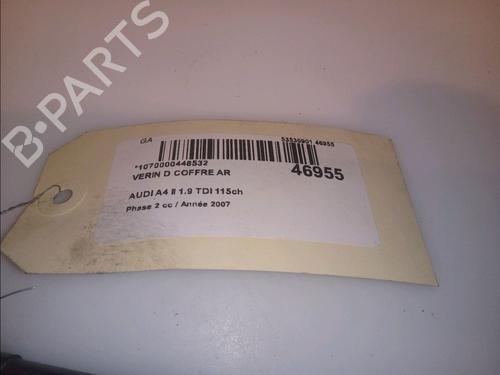 B-PARTS
GA
53530901 46955
*1070000448532
VERIN D COFFRE AR
46955
AUDI A4 II 1.9 TDI 115ch
Phase 2 cc / Année 2007